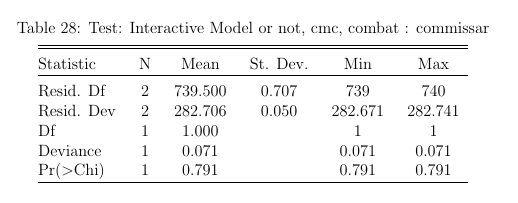 Table 28: Test: Interactive Model or not, cmc, combat : commissar
Statistic N Mean St. Dev. Min Max
Resid. Df 2 739.500 0.707 739 740
Resid. Dev 2 282.706 0.050 282.671 282.741
Df 1 1.000 1 1
Deviance 1 0.071 0.071 0.071
Pr(>Chi) 1 0.791 0.791 0.791